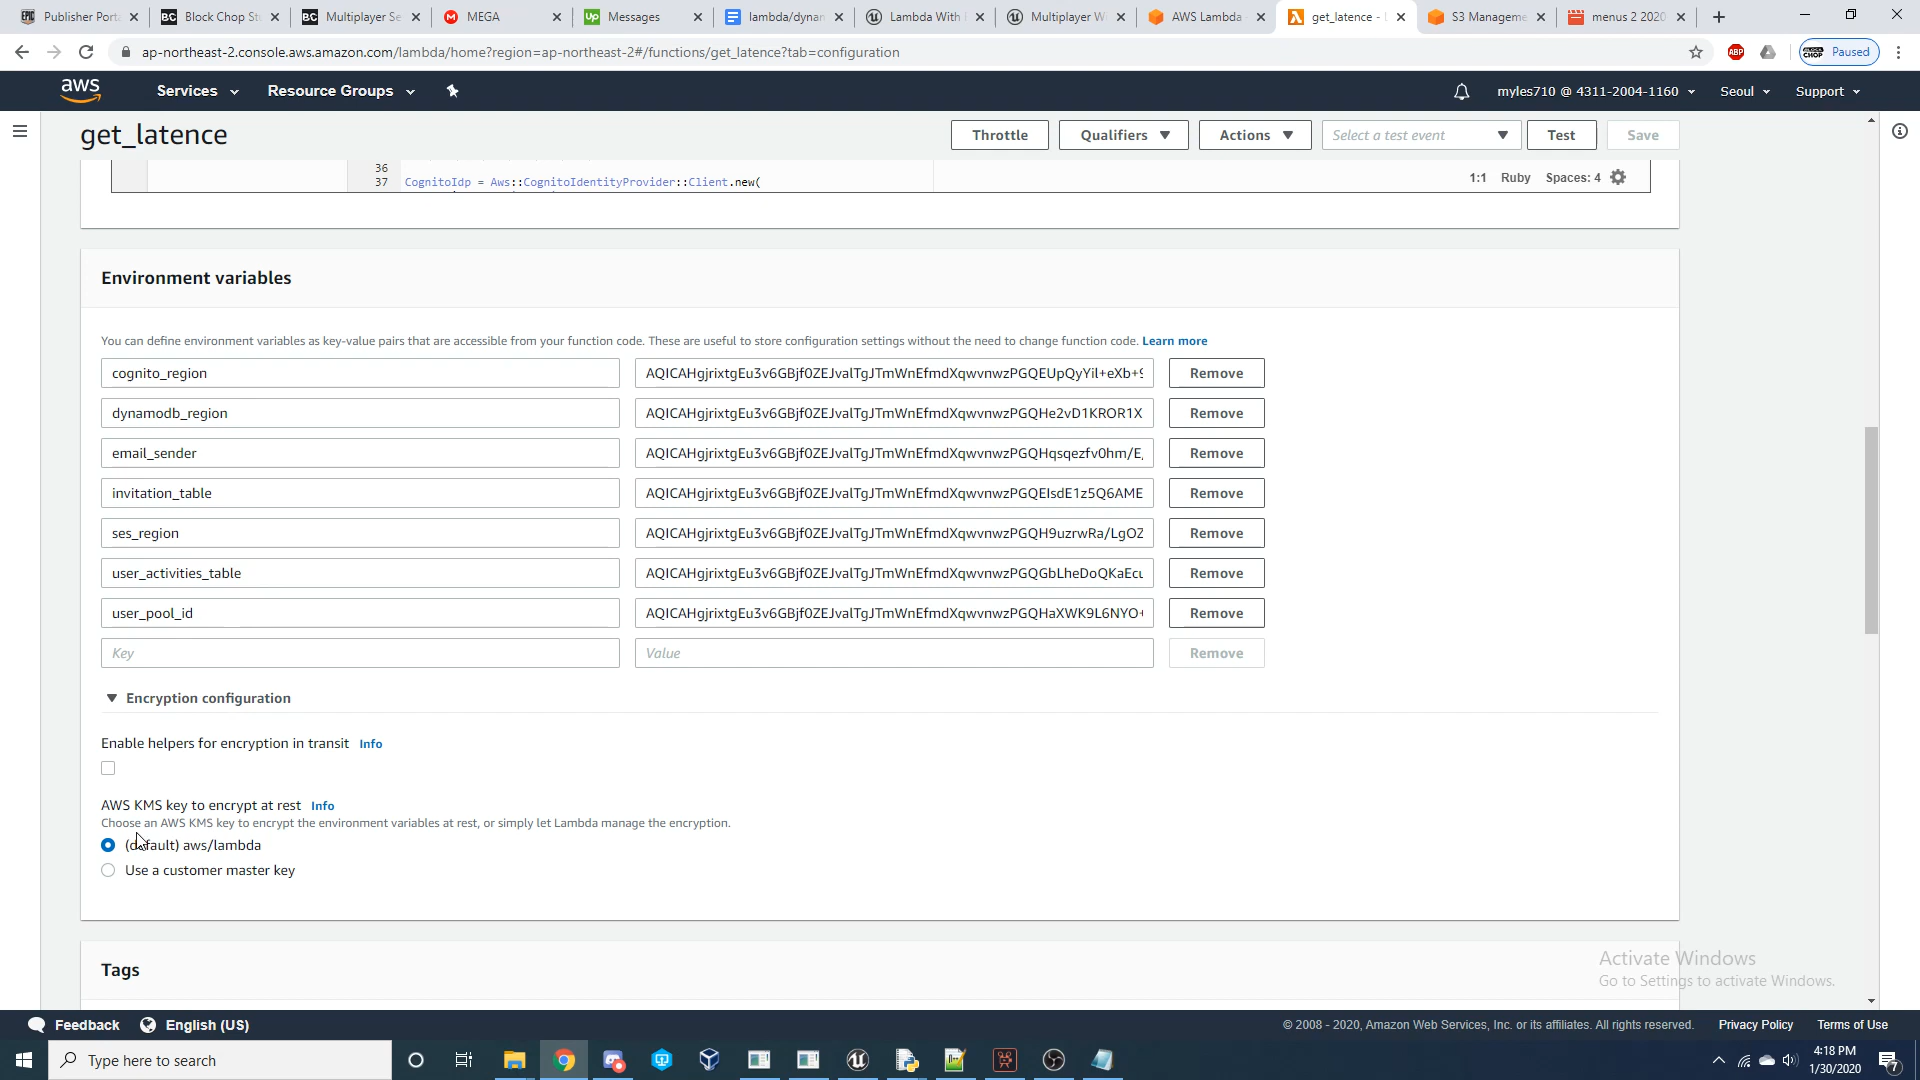 Publisher Port
BC Block Chop St
BC Multiplayer Se
MEGA
Up Messages
lambda/dynan
Lambda With
Multiplayer W
AWS Lambda
get_latence -
S3 Manageme
menus 2 2020
ap-northeast-2.console.aws.amazon.com/lambda/home?region=ap-northeast-2#/functions/get_latence?tab=configuration
ABP
Paused
aws
Services
Resource Groups
myles710 @ 4311-2004-1160
Seoul
Support
get_latence
Throttle
Qualifiers
Actions
Select a test event
Test
Save
36
37 CognitoIdp = Aws::CognitoIdentityProvider::Client.new(
1:1 Ruby Spaces: 4
Environment variables
You can define environment variables as key-value pairs that are accessible from your function code. These are useful to store configuration settings without the need to change function code. Learn more
cognito_region AQICAHgjrixtgEu3v6GBjf0ZEJvalTgJTmWnEfmdXqwvnwzPGQEUpQyYil+eXb+9 Remove
dynamodb_region AQICAHgjrixtgEu3v6GBjf0ZEJvalTgJTmWnEfmdXqwvnwzPGQHe2vD1KROR1X Remove
email_sender AQICAHgjrixtgEu3v6GBjf0ZEJvalTgJTmWnEfmdXqwvnwzPGQHqsqezfv0hm/E, Remove
invitation_table AQICAHgjrixtgEu3v6GBjf0ZEJvalTgJTmWnEfmdXqwvnwzPGQEIsdE1z5Q6AME Remove
ses_region AQICAHgjrixtgEu3v6GBjf0ZEJvalTgJTmWnEfmdXqwvnwzPGQH9uzrwRa/LgOZ Remove
user_activities_table AQICAHgjrixtgEu3v6GBjf0ZEJvalTgJTmWnEfmdXqwvnwzPGQGbLheDoQKaEcu Remove
user_pool_id AQICAHgjrixtgEu3v6GBjf0ZEJvalTgJTmWnEfmdXqwvnwzPGQHaXWK9L6NYO+ Remove
Key Value Remove
Encryption configuration
Enable helpers for encryption in transit Info
AWS KMS key to encrypt at rest Info
Choose an AWS KMS key to encrypt the environment variables at rest, or simply let Lambda manage the encryption.
(default) aws/lambda
Use a customer master key
Tags
Activate Windows
Go to Settings to activate Windows.
Feedback
English (US)
© 2008 - 2020, Amazon Web Services, Inc. or its affiliates. All rights reserved.
Privacy Policy
Terms of Use
Type here to search
4:18 PM
1/30/2020
7